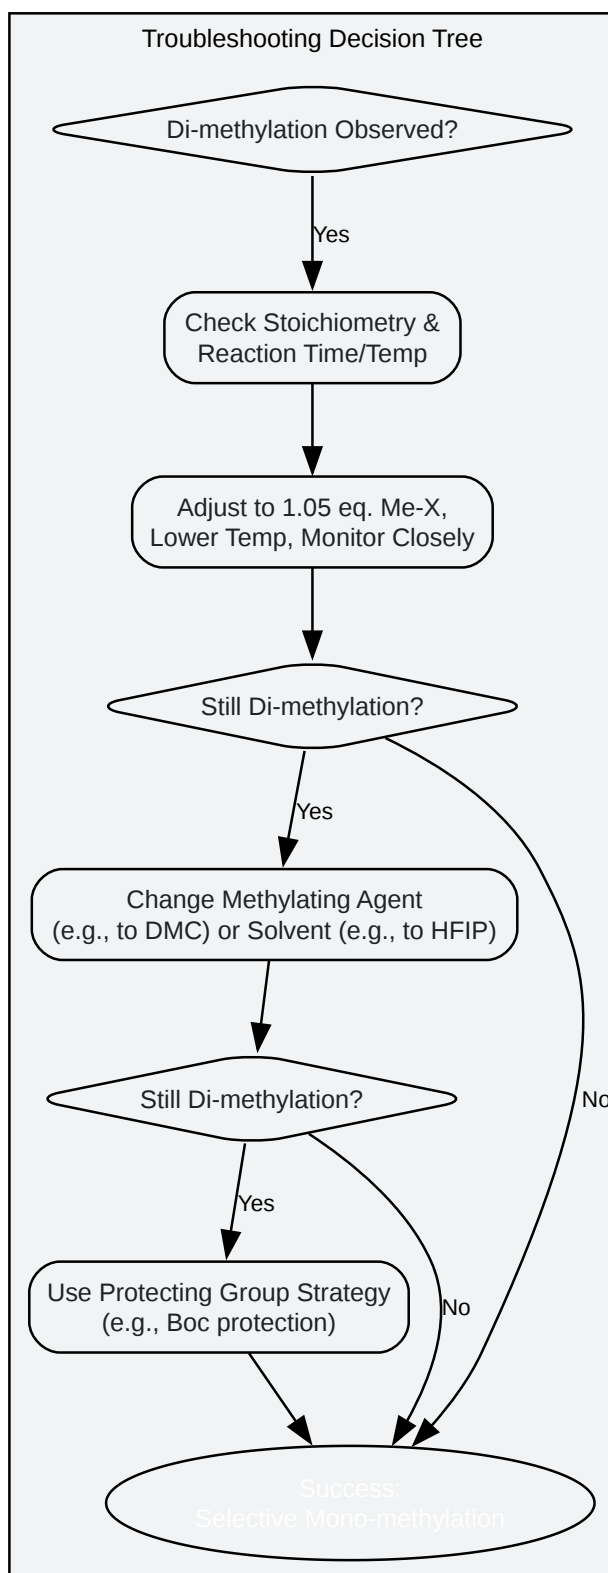 Troubleshooting Decision Tree
Di-methylation Observed?
Yes
Check Stoichiometry &
Reaction Time/Temp
Adjust to 1.05 eq. Me-X,
Lower Temp, Monitor Closely
Still Di-methylation?
Yes
Change Methylating Agent
(e.g., to DMC) or Solvent (e.g., to HFIP)
Still Di-methylation?
No
Yes
Use Protecting Group Strategy
(e.g., Boc protection)
No
Success:
Selective Mono-methylation